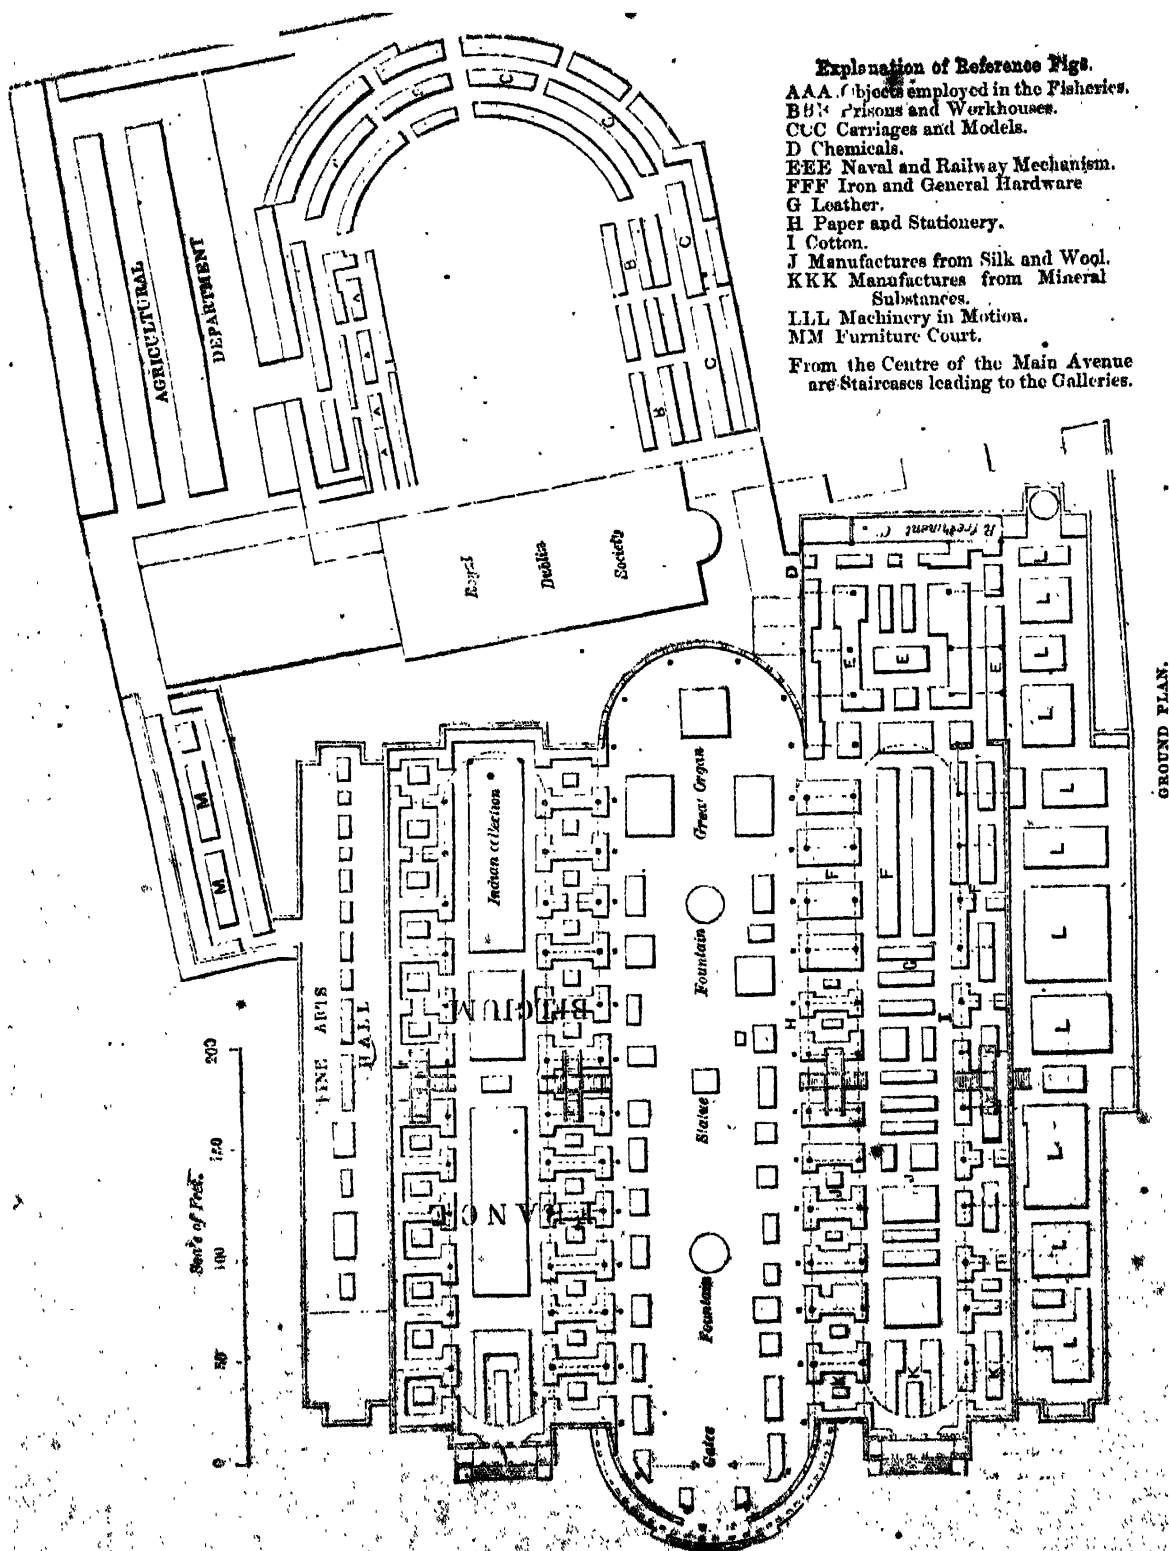 Explanation of Reference Figs.
AAA Objects employed in the Fisheries.
BBB Prisons and Workhouses.
CCC Carriages and Models.
D Chemicals.
EEE Naval and Railway Mechanism.
FFF Iron and General Hardware
G Leather.
H Paper and Stationery.
I Cotton.
J Manufactures from Silk and Wool.
KKK Manufactures from Mineral
Substances.
LLL Machinery in Motion.
MM Furniture Court.
From the Centre of the Main Avenue
are Staircases leading to the Galleries.
AGRICULTURAL
DEPARTMENT
C
C
C
C
C
B
B
A
A
A
A
Royal
Dublin
Society
D
E
E
E
L
L
L
L
L
L
L
L
L
L
L
M
M
FINE ARTS
HALL
Indian collection
BELGIUM
FRANCE
Great Organ
Fountain
Statue
Fountain
Gates
F
F
F
G
H
I
J
J
K
K
K
Scale of Feet.
0
50
100
150
200
GROUND PLAN.